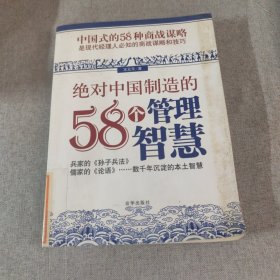 中国式的58种商战谋略
是现代经理人必知的商战谋略和技巧
绝对中国制造的
58个管理
智慧
兵家的《孙子兵法》
儒家的《论语》……数千年沉淀的本土智慧